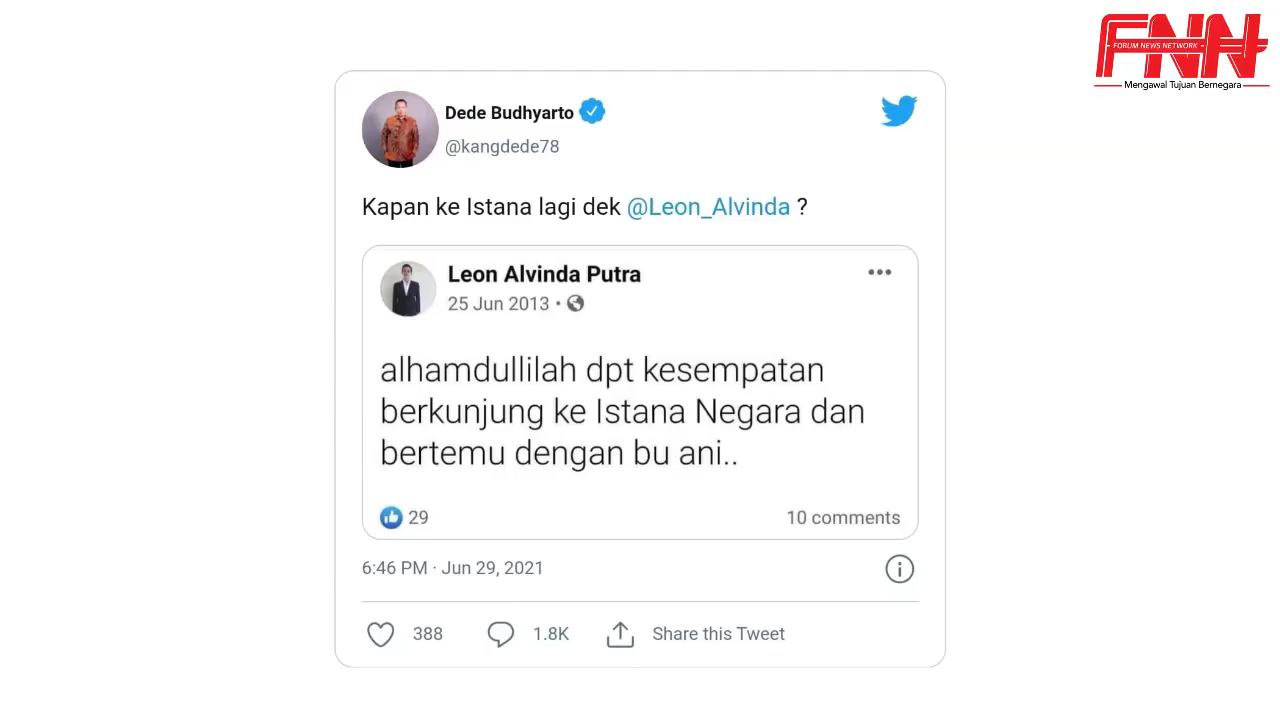 FNN
FORUM NEWS NETWORK
Mengawal Tujuan Bernegara
Dede Budhyarto
@kangdede78
Kapan ke Istana lagi dek @Leon_Alvinda ?
Leon Alvinda Putra
25 Jun 2013 •
alhamdullilah dpt kesempatan
berkunjung ke Istana Negara dan
bertemu dengan bu ani..
29
10 comments
6:46 PM · Jun 29, 2021
388
1.8K
Share this Tweet